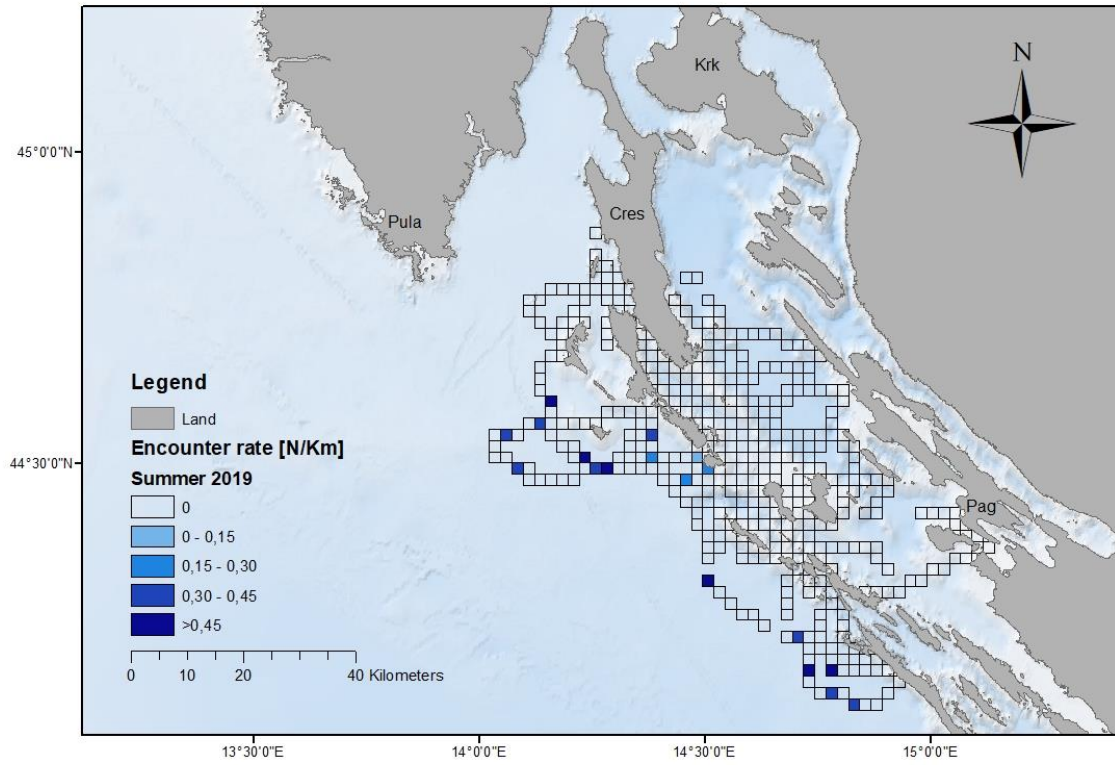 Krk
N
45°0'0"N
Pula
Cres
Legend
Land
Encounter rate [N/Km]
Summer 2019
0
0 - 0,15
0,15 - 0,30
0,30 - 0,45
>0,45
44°30'0"N
Pag
0 10 20 40 Kilometers
13°30'0"E
14°0'0"E
14°30'0"E
15°0'0"E